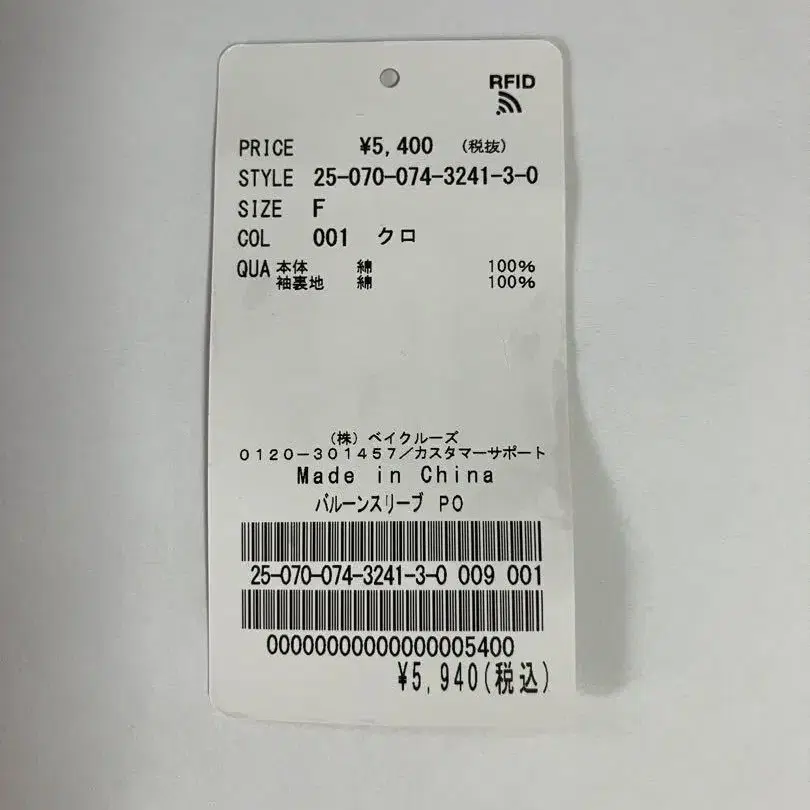 RFID
PRICE ¥5,400 (税抜)
STYLE 25-070-074-3241-3-0
SIZE F
COL 001 クロ
QUA 本体 綿 100%
袖裏地 綿 100%
(株)ベイクルーズ
0120-301457/カスタマーサポート
Made in China
バルーンスリーブ PO
25-070-074-3241-3-0 009 001
00000000000000005400
¥5,940(税込)